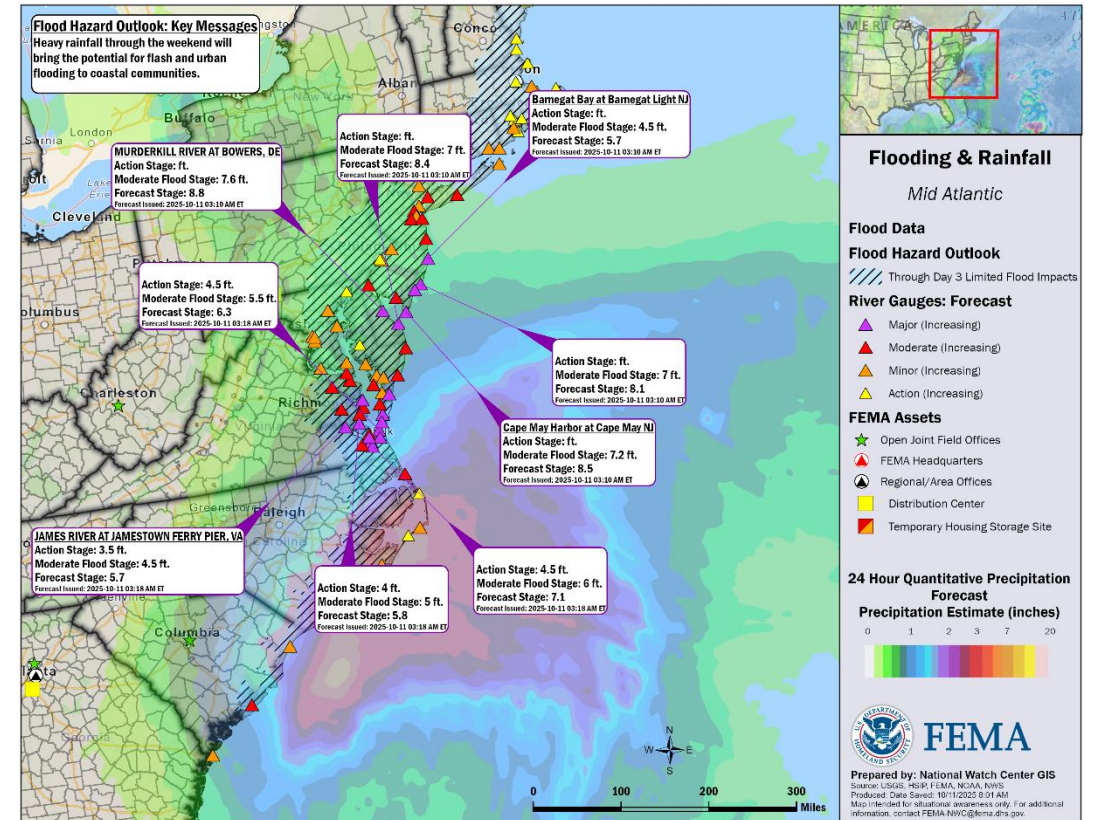 Flood Hazard Outlook: Key Messages
Heavy rainfall through the weekend will
bring the potential for flash and urban
flooding to coastal communities.
Conco
Alban
New York
Buffalo
London
Sarnia
Cleveland
olumbus
Charleston
Richm
Virginia
Greensboro
Raleigh
Carolina
Columbia
Georgia
Barnegat Bay at Barnegat Light NJ
Action Stage: ft.
Moderate Flood Stage: 4.5 ft.
Forecast Stage: 5.7
Forecast Issued: 2025-10-11 03:10 AM ET
Action Stage: ft.
Moderate Flood Stage: 7 ft.
Forecast Stage: 8.4
Forecast Issued: 2025-10-11 03:10 AM ET
MURDERKILL RIVER AT BOWERS, DE
Action Stage: ft.
Moderate Flood Stage: 7.6 ft.
Forecast Stage: 8.8
Forecast Issued: 2025-10-11 03:10 AM ET
Action Stage: 4.5 ft.
Moderate Flood Stage: 5.5 ft.
Forecast Stage: 6.3
Forecast Issued: 2025-10-11 03:18 AM ET
Action Stage: ft.
Moderate Flood Stage: 7 ft.
Forecast Stage: 8.1
Forecast Issued: 2025-10-11 03:10 AM ET
Cape May Harbor at Cape May NJ
Action Stage: ft.
Moderate Flood Stage: 7.2 ft.
Forecast Stage: 8.5
Forecast Issued: 2025-10-11 03:10 AM ET
JAMES RIVER AT JAMESTOWN FERRY PIER, VA
Action Stage: 3.5 ft.
Moderate Flood Stage: 4.5 ft.
Forecast Stage: 5.7
Forecast Issued: 2025-10-11 03:18 AM ET
Action Stage: 4 ft.
Moderate Flood Stage: 5 ft.
Forecast Stage: 5.8
Forecast Issued: 2025-10-11 03:18 AM ET
Action Stage: 4.5 ft.
Moderate Flood Stage: 6 ft.
Forecast Stage: 7.1
Forecast Issued: 2025-10-11 03:18 AM ET
N
W E
S
0 100 200 300
Miles
Flooding & Rainfall
Mid Atlantic
Flood Data
Flood Hazard Outlook
Through Day 3 Limited Flood Impacts
River Gauges: Forecast
Major (Increasing)
Moderate (Increasing)
Minor (Increasing)
Action (Increasing)
FEMA Assets
Open Joint Field Offices
FEMA Headquarters
Regional/Area Offices
Distribution Center
Temporary Housing Storage Site
24 Hour Quantitative Precipitation
Forecast
Precipitation Estimate (inches)
0 1 2 3 7 20
FEMA
Prepared by: National Watch Center GIS
Source: USGS, HSIP, FEMA, NOAA, NWS
Produced: Date Saved: 10/11/2025 8:01 AM
Map intended for situational awareness only. For additional
information, contact FEMA-NWC@fema.dhs.gov.